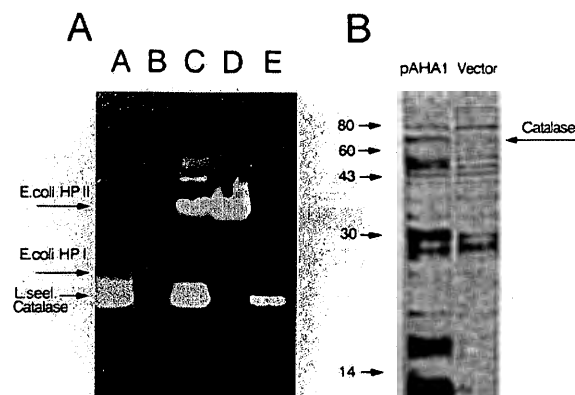 A
A B C D E
E.coli HP II
E.coli HP I
L.seel.
Catalase
B
pAHA1 Vector
80
60
43
30
14
Catalase